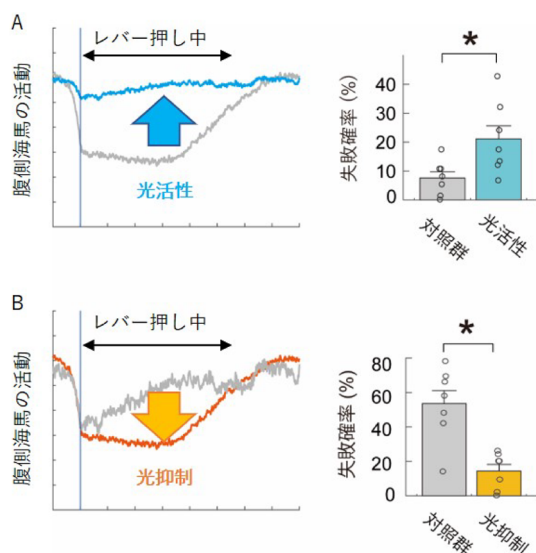 A
レバー押し中
腹側海馬の活動
光活性
*
失敗確率 (%)
40
30
20
10
0
対照群
光活性
B
レバー押し中
腹側海馬の活動
光抑制
*
失敗確率 (%)
80
60
40
20
0
対照群
光抑制